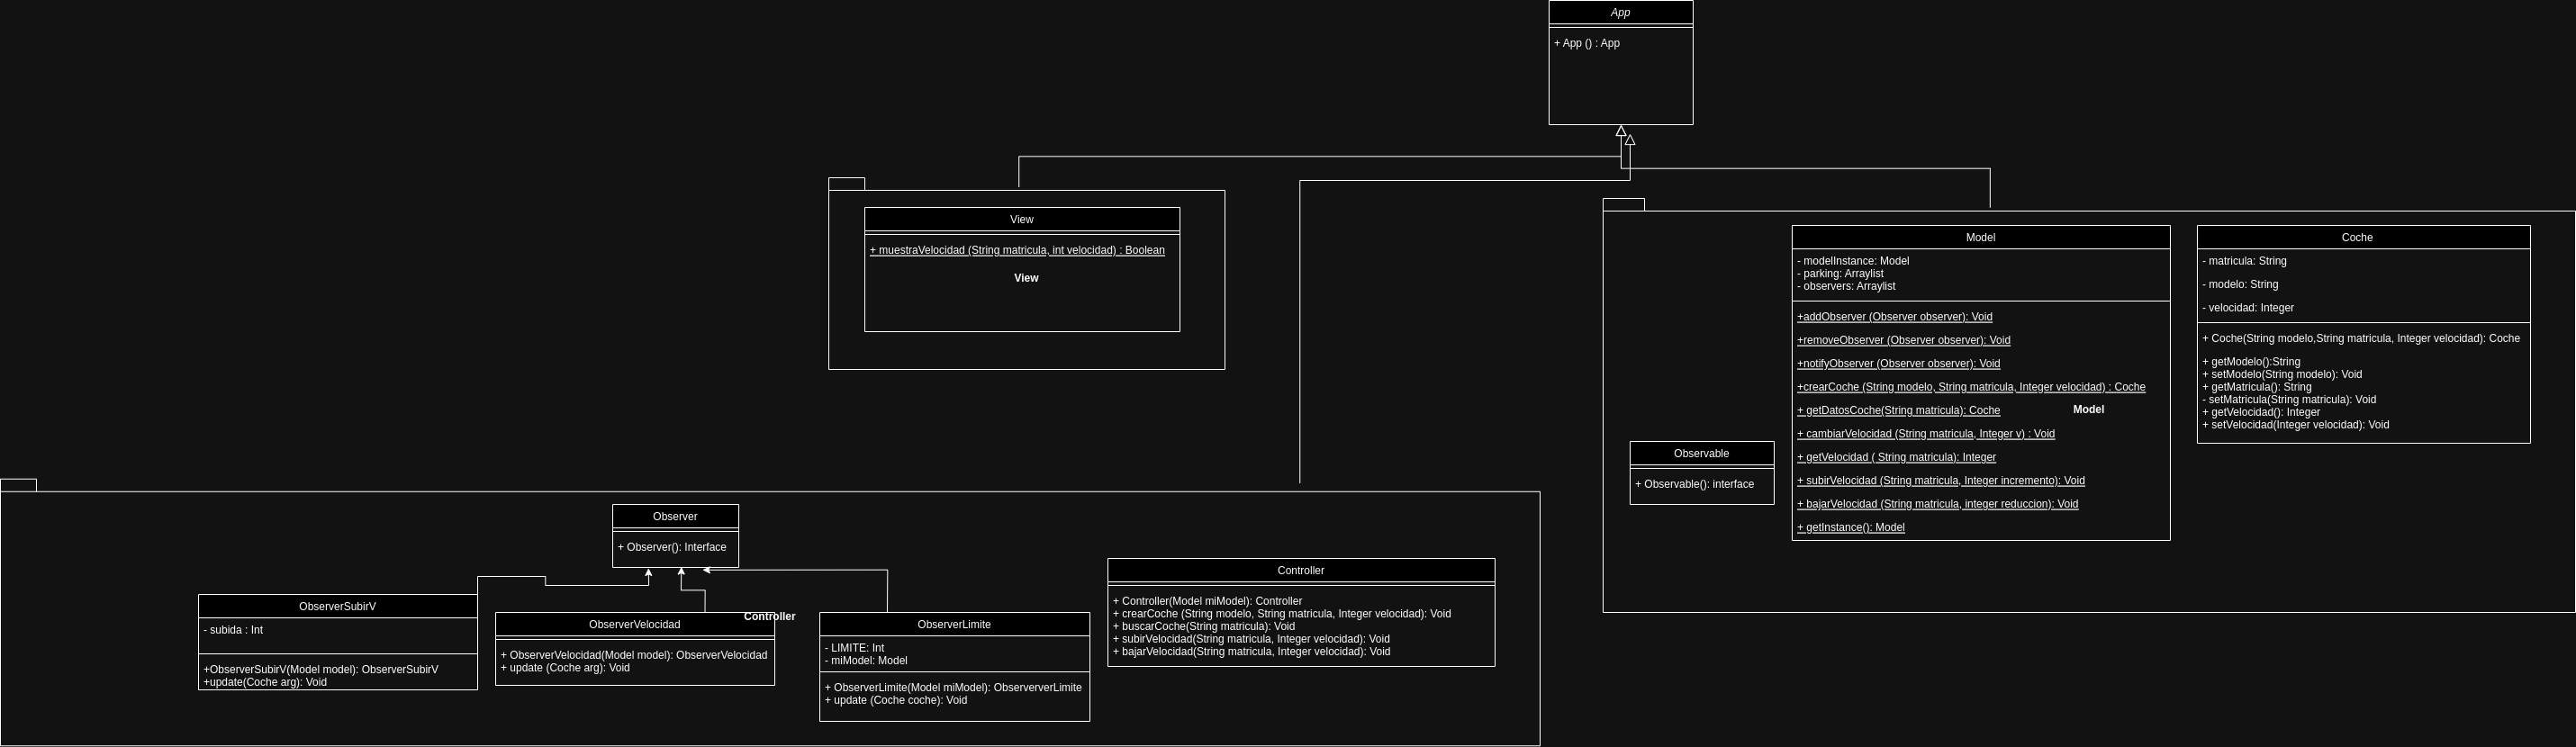 App
+ App () : App
View
+ muestraVelocidad (String matricula, int velocidad) : Boolean
View
Model
- modelInstance: Model
- parking: Arraylist
- observers: Arraylist
+addObserver (Observer observer): Void
+removeObserver (Observer observer): Void
+notifyObserver (Observer observer): Void
+crearCoche (String modelo, String matricula, Integer velocidad) : Coche
+ getDatosCoche(String matricula): Coche
+ cambiarVelocidad (String matricula, Integer v) : Void
+ getVelocidad ( String matricula): Integer
+ subirVelocidad (String matricula, Integer incremento): Void
+ bajarVelocidad (String matricula, integer reduccion): Void
+ getInstance(): Model
Model
Coche
- matricula: String
- modelo: String
- velocidad: Integer
+ Coche(String modelo,String matricula, Integer velocidad): Coche
+ getModelo():String
+ setModelo(String modelo): Void
+ getMatricula(): String
- setMatricula(String matricula): Void
+ getVelocidad(): Integer
+ setVelocidad(Integer velocidad): Void
Observable
+ Observable(): interface
Observer
+ Observer(): Interface
ObserverSubirV
- subida : Int
+ObserverSubirV(Model model): ObserverSubirV
+update(Coche arg): Void
ObserverVelocidad
+ ObserverVelocidad(Model model): ObserverVelocidad
+ update (Coche arg): Void
Controller
ObserverLimite
- LIMITE: Int
- miModel: Model
+ ObserverLimite(Model miModel): ObserververLimite
+ update (Coche coche): Void
Controller
+ Controller(Model miModel): Controller
+ crearCoche (String modelo, String matricula, Integer velocidad): Void
+ buscarCoche(String matricula): Void
+ subirVelocidad(String matricula, Integer velocidad): Void
+ bajarVelocidad(String matricula, Integer velocidad): Void